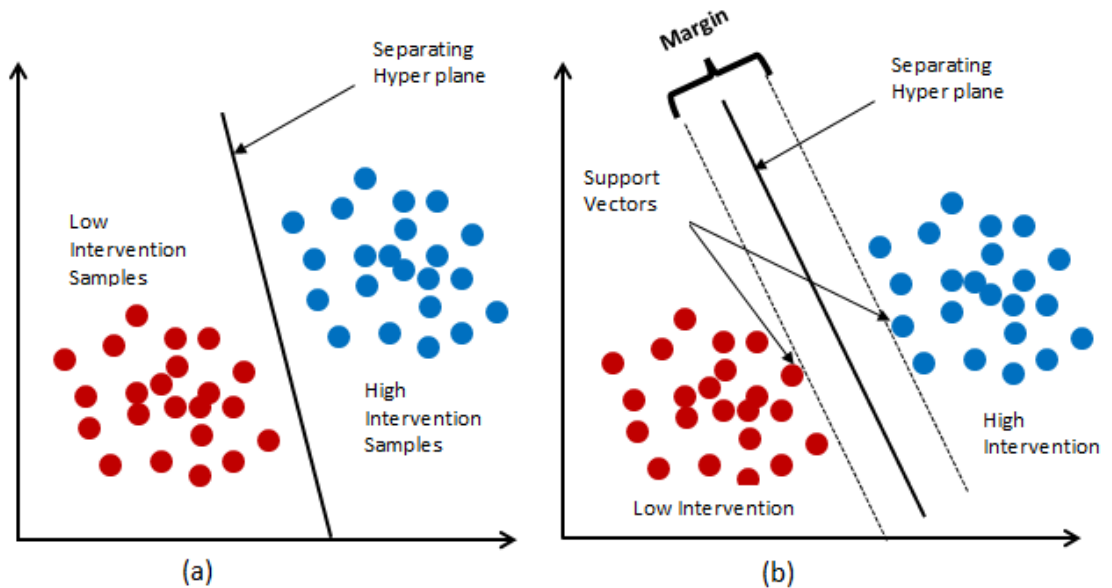 Separating
Hyper plane
Low
Intervention
Samples
High
Intervention
Samples
(a)
Margin
Separating
Hyper plane
Support
Vectors
High
Intervention
Low Intervention
(b)